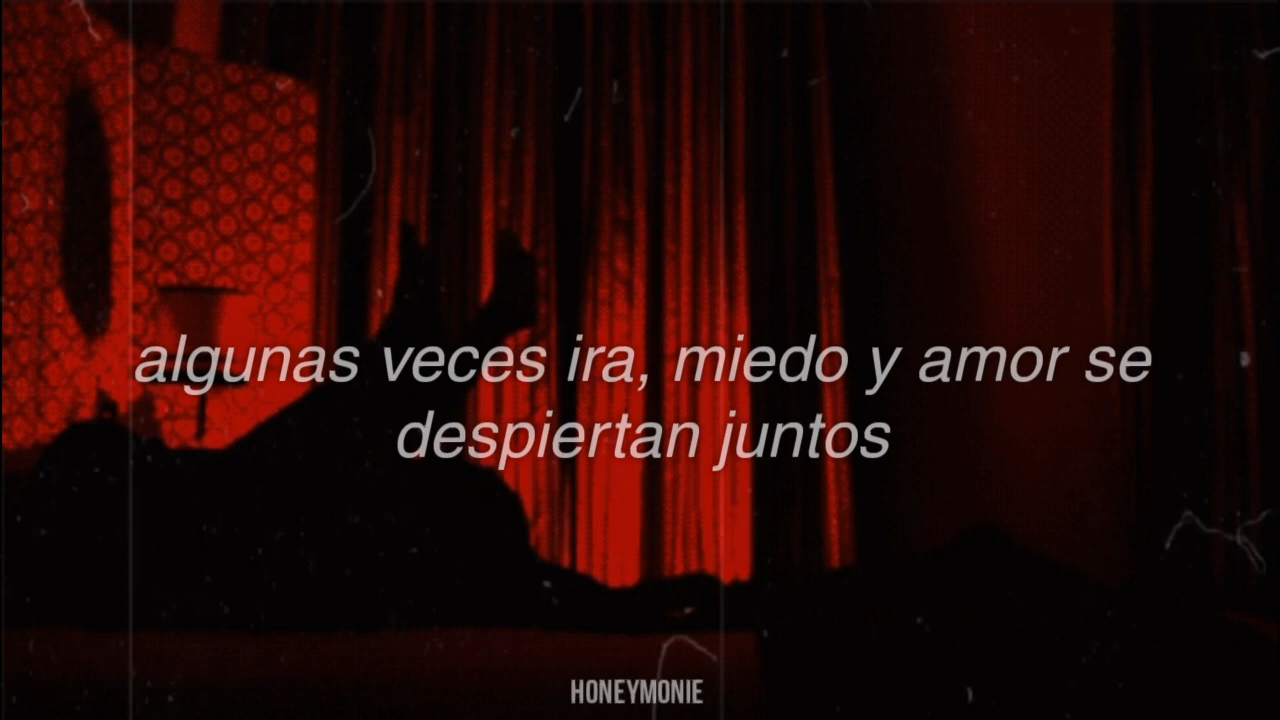 algunas veces ira, miedo y amor se
despiertan juntos
HONEYMONIE